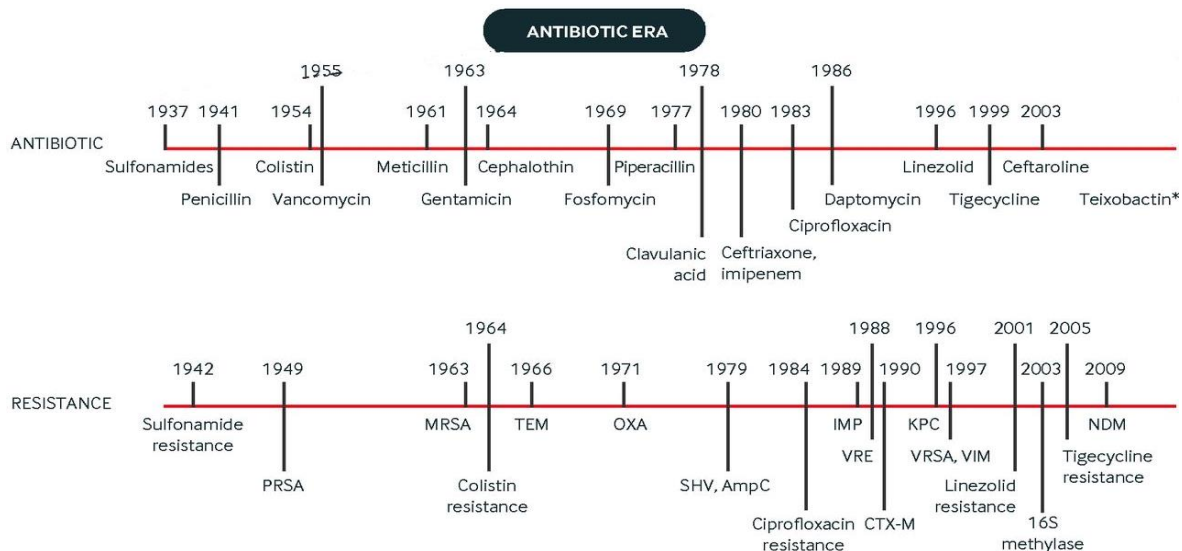 ANTIBIOTIC ERA
1955 1963 1978 1986
1937 1941 1954 1961 1964 1969 1977 1980 1983 1996 1999 2003
ANTIBIOTIC
Sulfonamides Colistin Meticillin Cephalothin Piperacillin Linezolid Ceftaroline
Penicillin Vancomycin Gentamicin Fosfomycin Daptomycin Tigecycline Teixobactin*
Ciprofloxacin
Clavulanic Ceftriaxone,
acid imipenem
1964 1988 1996 2001 2005
1942 1949 1963 1966 1971 1979 1984 1989 1990 1997 2003 2009
RESISTANCE
Sulfonamide MRSA TEM OXA IMP KPC NDM
resistance VRE VRSA, VIM Tigecycline
PRSA Colistin SHV, AmpC Linezolid resistance
resistance resistance
Ciprofloxacin CTX-M 16S
resistance methylase